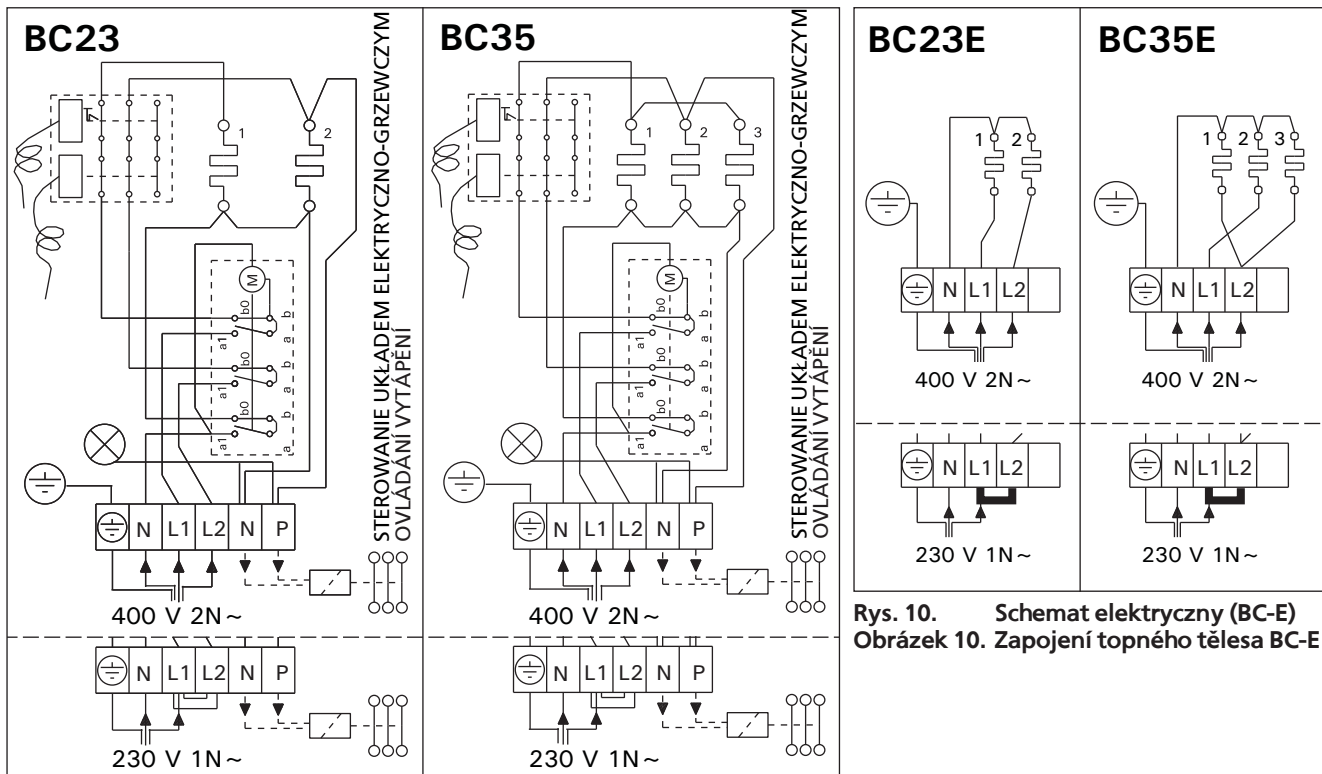 BC23
1
2
M
b0
b
a1
a
b0
b
a1
a
b0
b
a1
a
N L1 L2 N P
400 V 2N~
N L1 L2 N P
230 V 1N~
STEROWANIE UKŁADEM ELEKTRYCZNO-GRZEWCZYM
OVLÁDÁNÍ VYTÁPĚNÍ
BC35
1 2 3
M
b0
b
a1
a
b0
b
a1
a
b0
b
a1
a
N L1 L2 N P
400 V 2N~
N L1 L2 N P
230 V 1N~
STEROWANIE UKŁADEM ELEKTRYCZNO-GRZEWCZYM
OVLÁDÁNÍ VYTÁPĚNÍ
BC23E
1 2
N L1 L2
400 V 2N~
N L1 L2
230 V 1N~
BC35E
1 2 3
N L1 L2
400 V 2N~
N L1 L2
230 V 1N~
Rys. 10. Schemat elektryczny (BC-E)
Obrázek 10. Zapojení topného tělesa BC-E